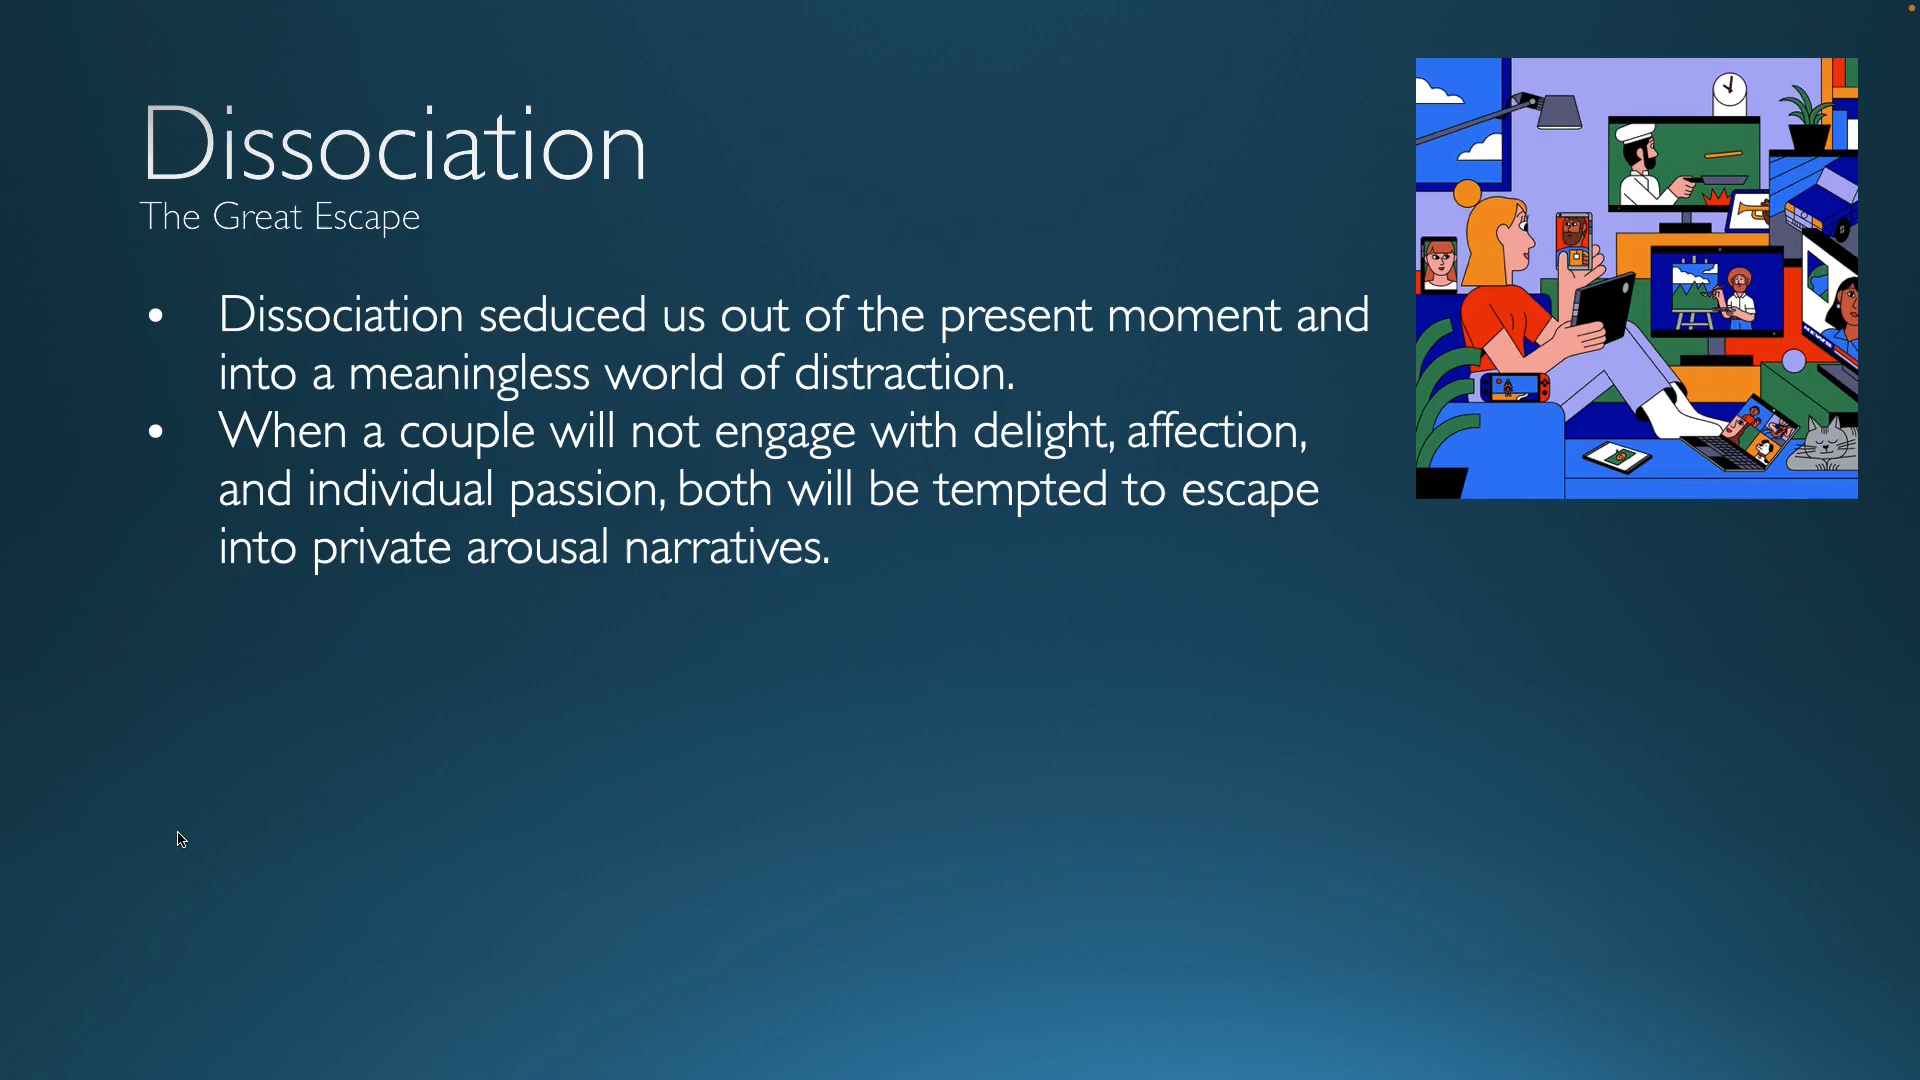 Dissociation
The Great Escape
• Dissociation seduced us out of the present moment and
into a meaningless world of distraction.
• When a couple will not engage with delight, affection,
and individual passion, both will be tempted to escape
into private arousal narratives.
NEWS